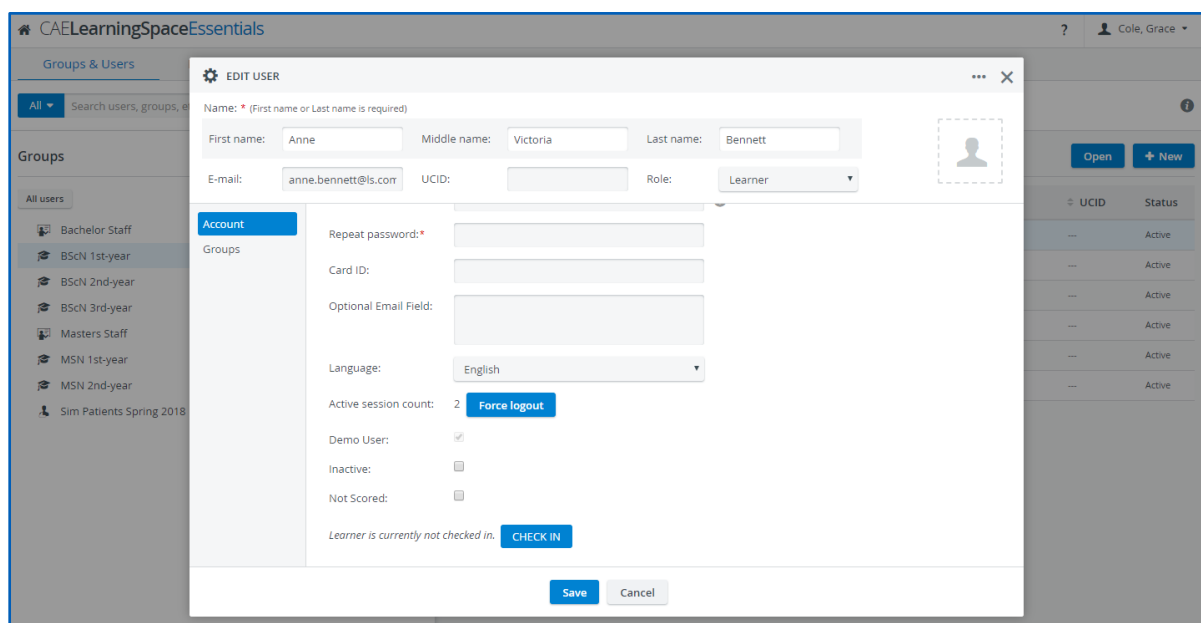 CAELearningSpaceEssentials
? Cole, Grace
Groups & Users
All Search users, groups, e
Groups
All users
Bachelor Staff
BScN 1st-year
BScN 2nd-year
BScN 3rd-year
Masters Staff
MSN 1st-year
MSN 2nd-year
Sim Patients Spring 2018
EDIT USER
Name: * (First name or Last name is required)
First name: Anne Middle name: Victoria Last name: Bennett
E-mail: anne.bennett@ls.com UCID: Role: Learner
Account
Groups
Repeat password:*
Card ID:
Optional Email Field:
Language: English
Active session count: 2 Force logout
Demo User:
Inactive:
Not Scored:
Learner is currently not checked in. CHECK IN
Save Cancel
Open + New
UCID Status
--- Active
--- Active
--- Active
--- Active
--- Active
--- Active